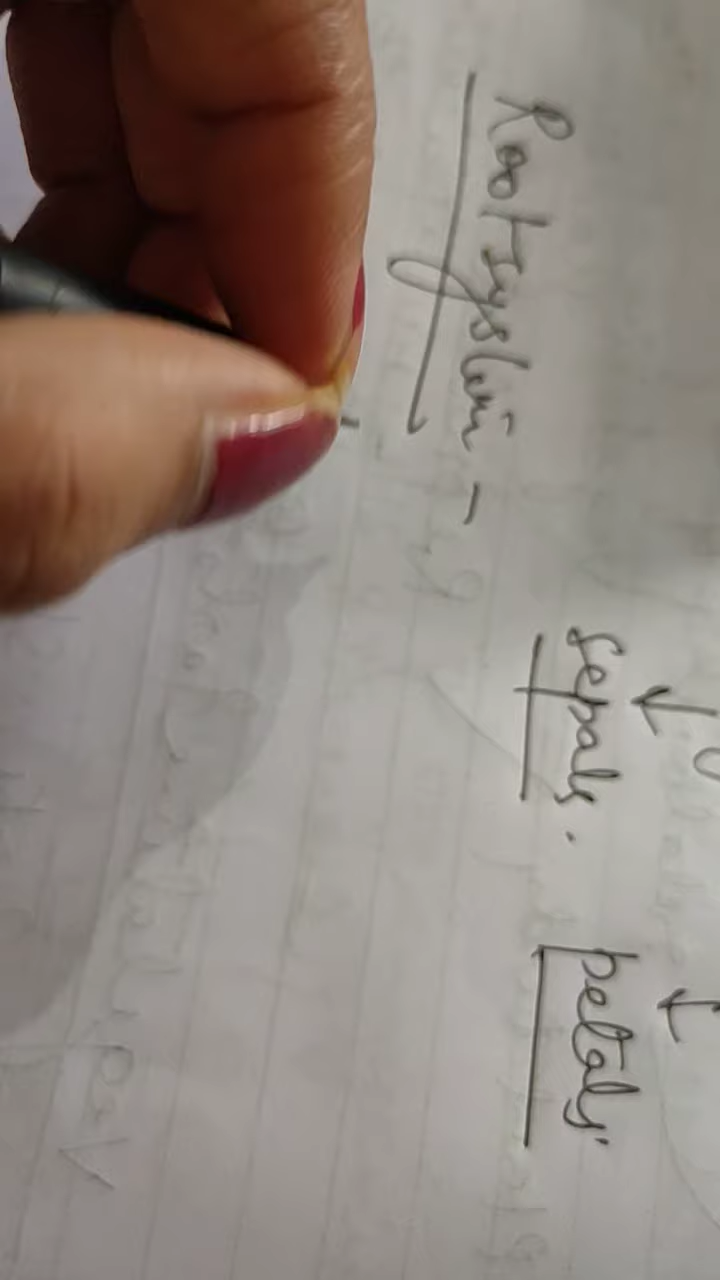 ↓ ↓
sepals. petals.
Root system -